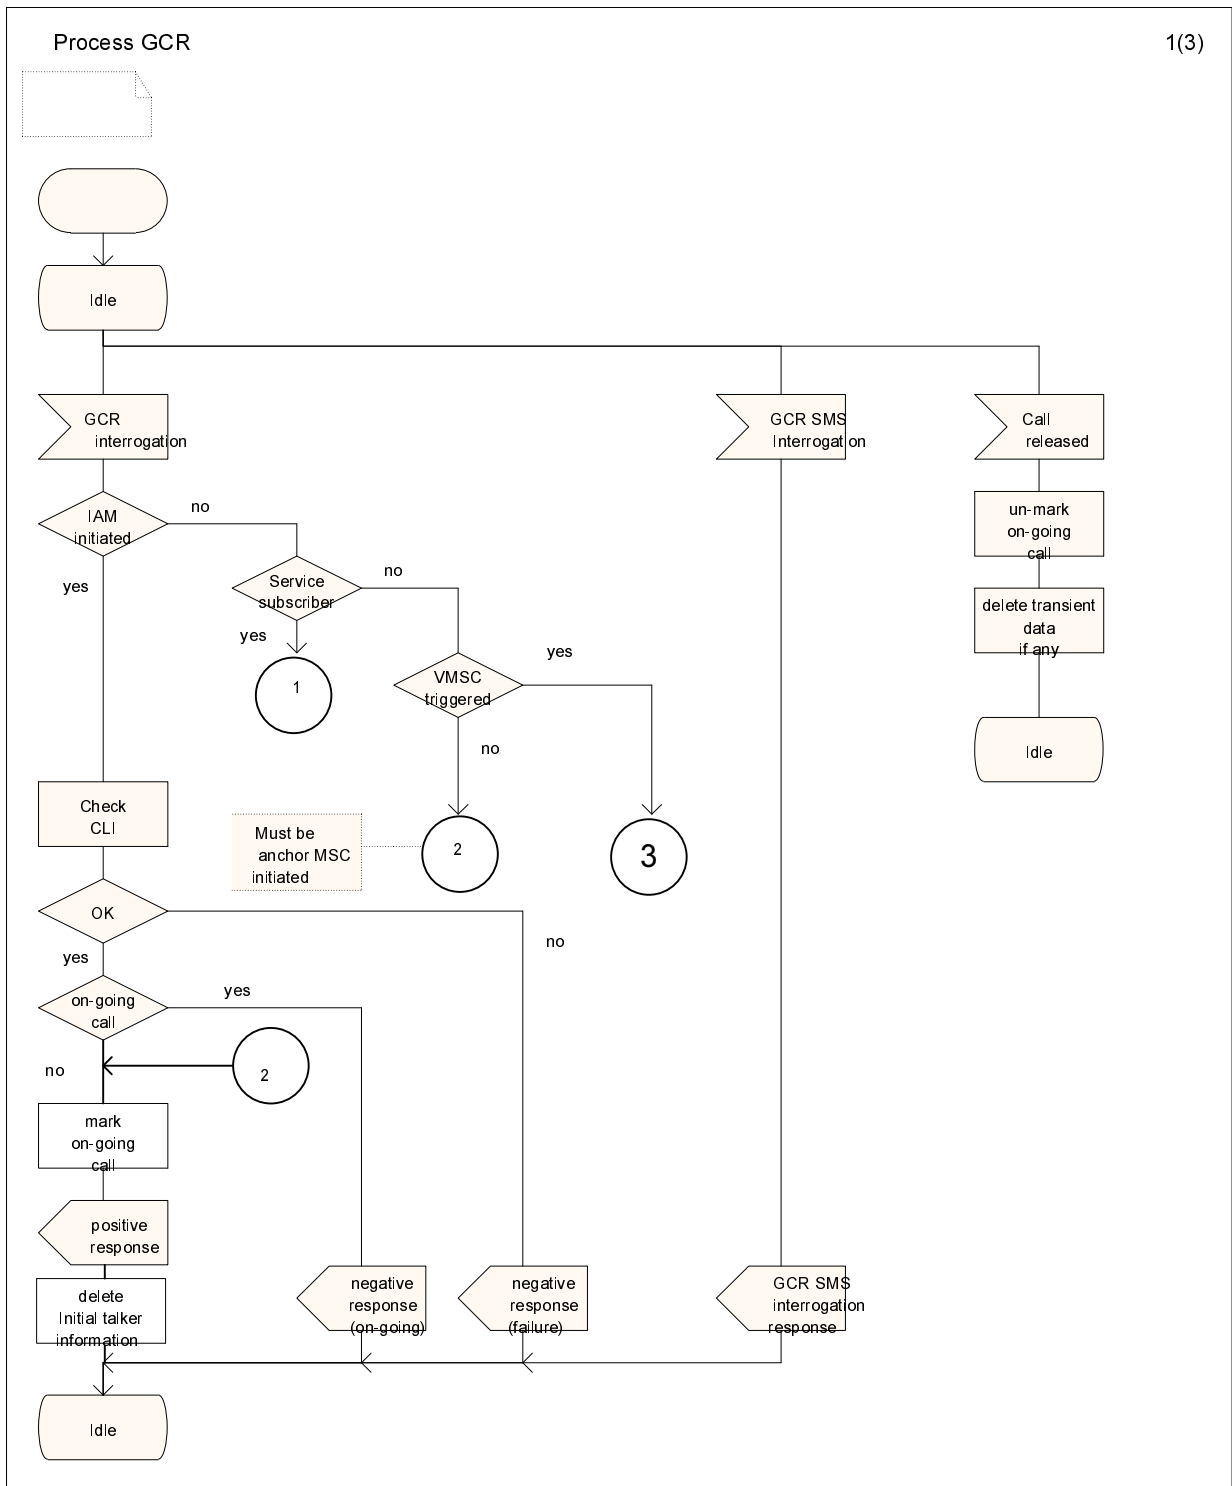 Process GCR
1(3)
Idle
GCR
interrogation
GCR SMS
Interrogation
Call
released
IAM
initiated
no
yes
un-mark
on-going
call
Service
subscriber
no
yes
delete transient
data
if any
1
VMSC
triggered
yes
no
Idle
Check
CLI
Must be
anchor MSC
initiated
2
3
OK
no
yes
on-going
call
yes
no
2
mark
on-going
call
positive
response
delete
Initial talker
information
negative
response
(on-going)
negative
response
(failure)
GCR SMS
interrogation
response
Idle